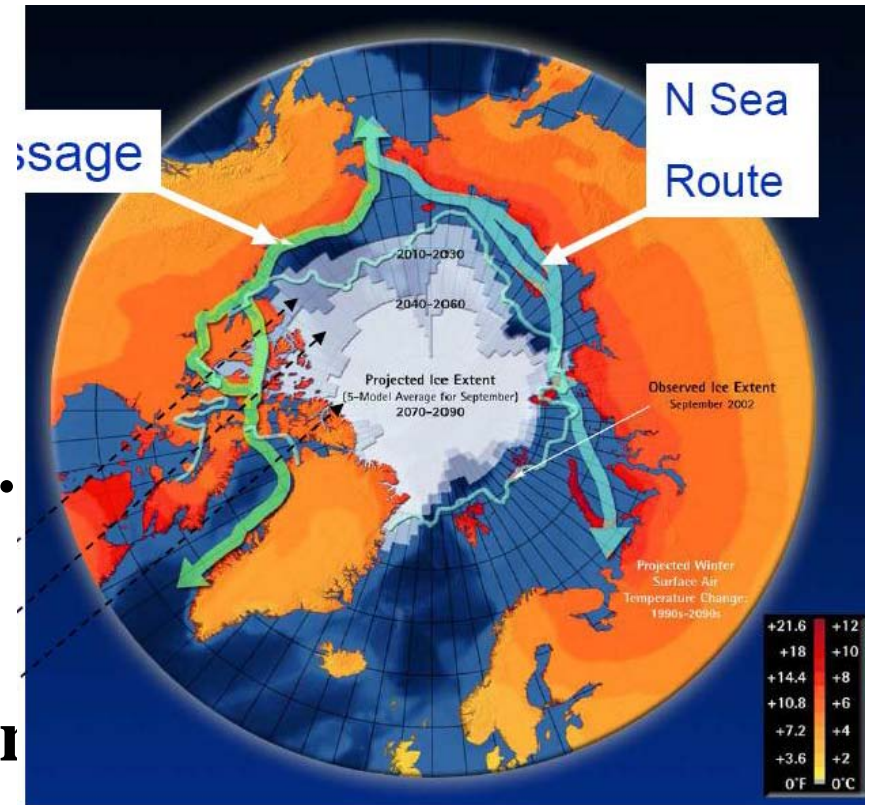 N Sea
Route
ssage
2010-2030
2040-2060
Projected Ice Extent
(5-Model Average for September)
2070-2090
Observed Ice Extent
September 2002
Projected Winter
Surface Air
Temperature Change:
1990s-2090s
+21.6 +12
+18 +10
+14.4 +8
+10.8 +6
+7.2 +4
+3.6 +2
0°F 0°C